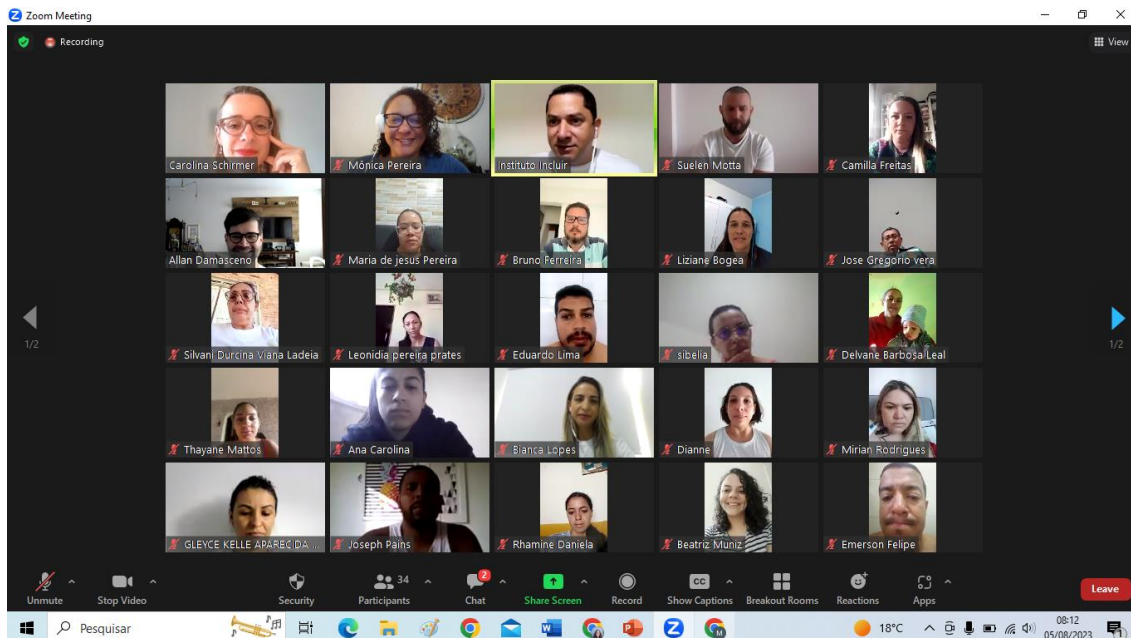 Zoom Meeting
Recording
View
Carolina Schirmer
Mônica Pereira
Instituto Incluir
Suelen Motta
Camilla Freitas
Allan Damasceno
Maria de jesus Pereira
Bruno Ferreira
Liziane Bogea
Jose Gregorio vera
1/2
Silvani Durcina Viana Ladeia
Leonidia pereira prates
Eduardo Lima
sibelia
Delvane Barbosa Leal
1/2
Thayane Mattos
Ana Carolina
Bianca Lopes
Dianne
Mirian Rodrigues
GLEYCE KELLE APARECIDA ...
Joseph Pains
Rhamine Daniela
Beatriz Muniz
Emerson Felipe
Unmute
Stop Video
Security
34
Participants
2
Chat
Share Screen
Record
CC
Show Captions
Breakout Rooms
Reactions
Apps
Leave
Pesquisar
18°C
08:12
05/08/2023